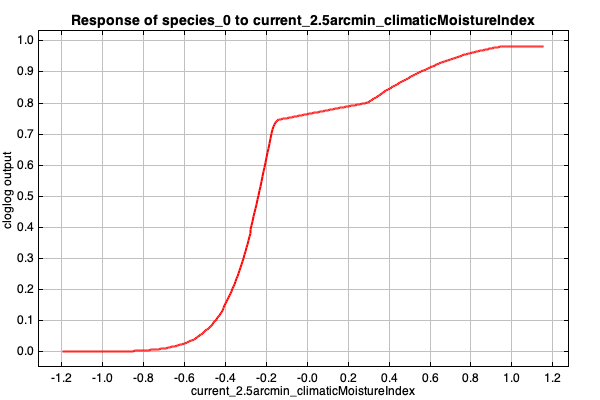 Response of species_0 to current_2.5arcmin_climaticMoistureIndex
1.0
0.9
0.8
0.7
0.6
0.5
0.4
0.3
0.2
0.1
0.0
cloglog output
-1.2 -1.0 -0.8 -0.6 -0.4 -0.2 -0.0 0.2 0.4 0.6 0.8 1.0 1.2
current_2.5arcmin_climaticMoistureIndex